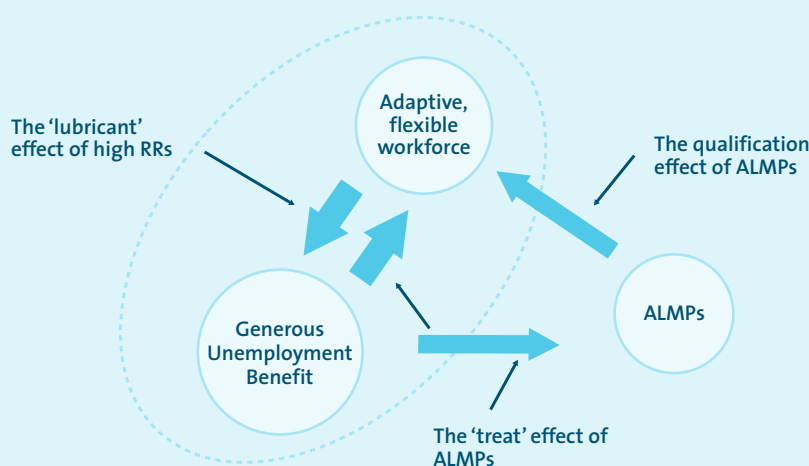 Adaptive,
flexible
workforce
The ‘lubricant’
effect of high RRs
The qualification
effect of ALMPs
ALMPs
Generous
Unemployment
Benefit
The ‘treat’ effect of
ALMPs